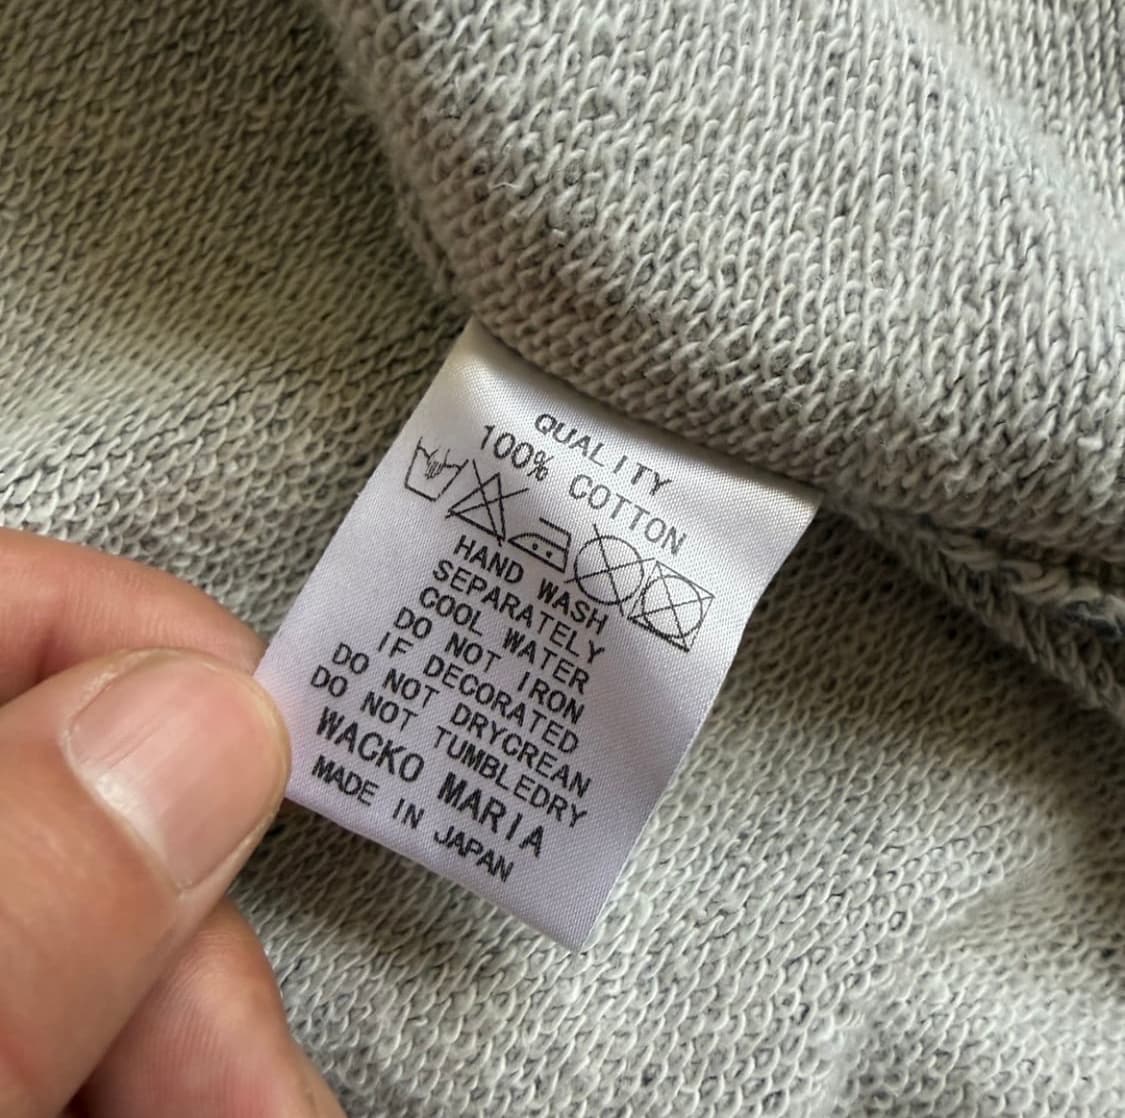 QUALITY
100% COTTON
HAND WASH
SEPARATELY
COOL WATER
DO NOT IRON
IF DECORATED
DO NOT DRYCREAN
DO NOT TUMBLEDRY
WACKO MARIA
MADE IN JAPAN